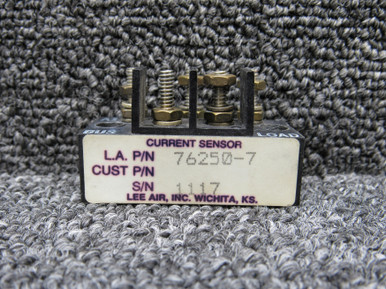 BUS LOAD
CURRENT SENSOR
L.A. P/N 76250-7
CUST P/N
S/N 1117
LEE AIR, INC. WICHITA, KS.